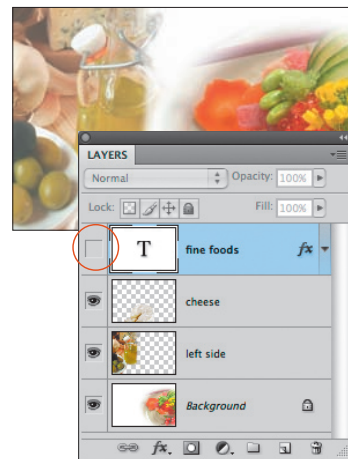 LAYERS
Normal Opacity: 100%
Lock: Fill: 100%
T fine foods fx
cheese
left side
Background
fx.